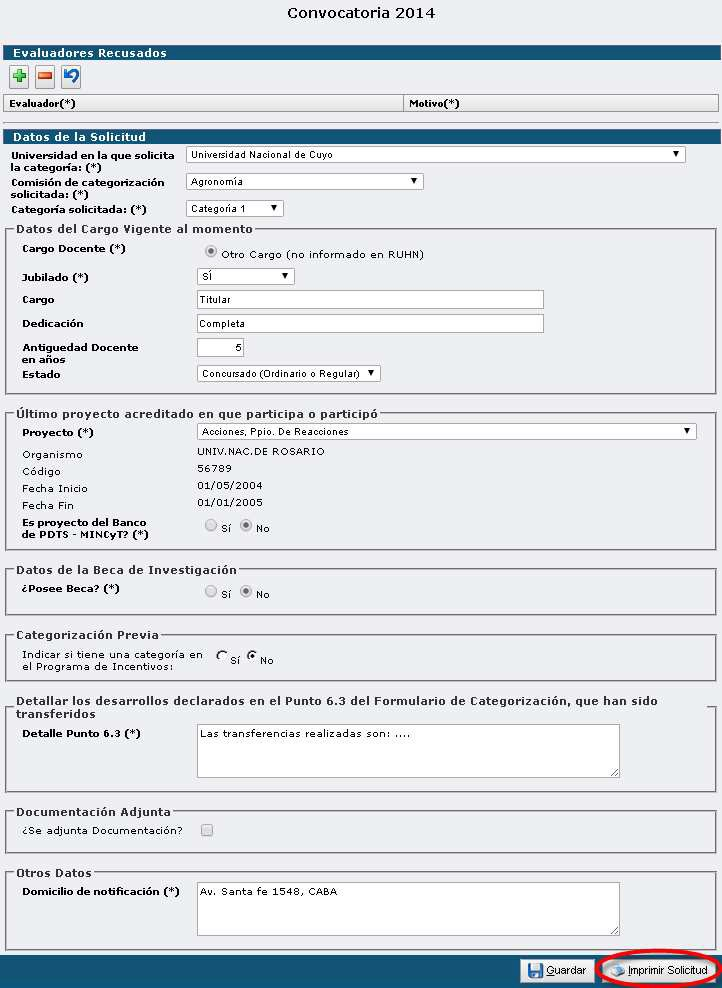 Convocatoria 2014
Evaluadores Recusados
Evaluador(*) Motivo(*)
Datos de la Solicitud
Universidad en la que solicita
la categoría: (*) Universidad Nacional de Cuyo
Comisión de categorización
solicitada: (*) Agronomía
Categoría solicitada: (*) Categoría 1
Datos del Cargo Vigente al momento
Cargo Docente (*) Otro Cargo (no informado en RUHN)
Jubilado (*) SÍ
Cargo Titular
Dedicación Completa
Antiguedad Docente
en años 5
Estado Concursado (Ordinario o Regular)
Último proyecto acreditado en que participa o participó
Proyecto (*) Acciones, Ppio. De Reacciones
Organismo UNIV.NAC.DE ROSARIO
Código 56789
Fecha Inicio 01/05/2004
Fecha Fin 01/01/2005
Es proyecto del Banco
de PDTS - MINCyT? (*) Sí No
Datos de la Beca de Investigación
¿Posee Beca? (*) Sí No
Categorización Previa
Indicar si tiene una categoría en
el Programa de Incentivos: Sí No
Detallar los desarrollos declarados en el Punto 6.3 del Formulario de Categorización, que han sido
transferidos
Detalle Punto 6.3 (*) Las transferencias realizadas son: ....
Documentación Adjunta
¿Se adjunta Documentación?
Otros Datos
Domicilio de notificación (*) Av. Santa fe 1548, CABA
Guardar Imprimir Solicitud